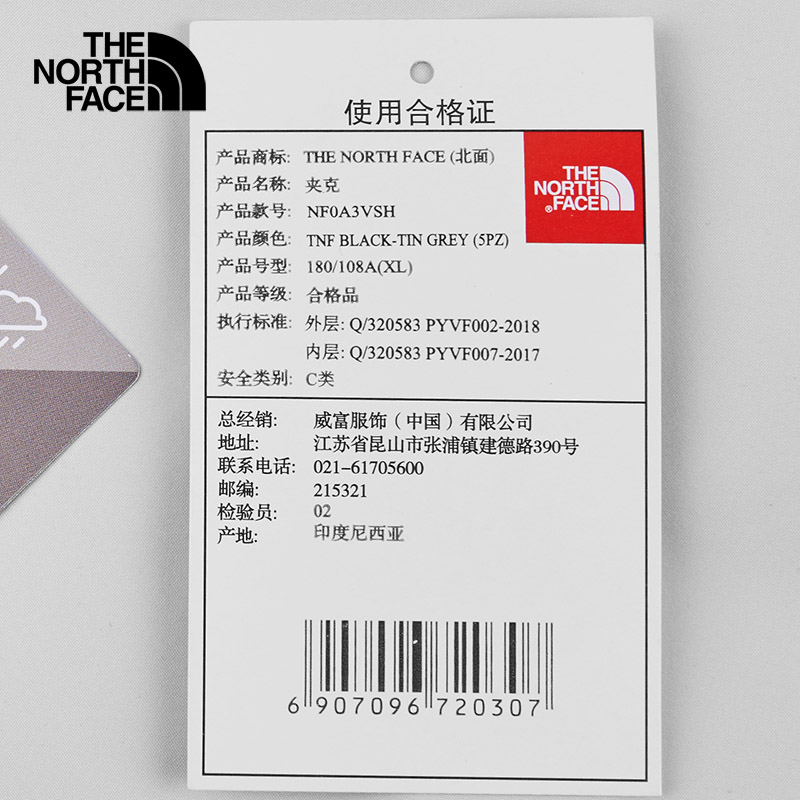 THE
NORTH
FACE
使用合格证
THE
NORTH
FACE
®
产品商标: THE NORTH FACE (北面)
产品名称: 夹克
产品款号: NF0A3VSH
产品颜色: TNF BLACK-TIN GREY (5PZ)
产品号型: 180/108A(XL)
产品等级: 合格品
执行标准: 外层: Q/320583 PYVF002-2018
内层: Q/320583 PYVF007-2017
安全类别: C类
总经销: 威富服饰（中国）有限公司
地址: 江苏省昆山市张浦镇建德路390号
联系电话: 021-61705600
邮编: 215321
检验员: 02
产地: 印度尼西亚
6 907096 720307